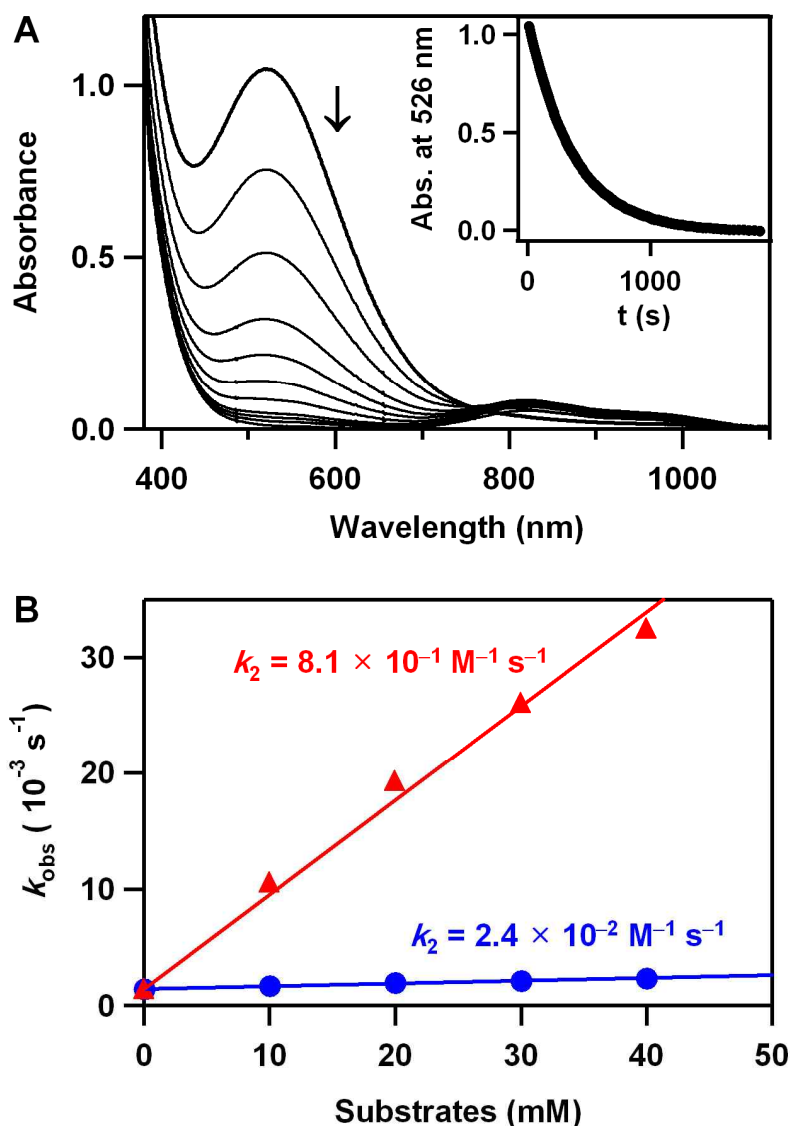 A
Absorbance
1.0
0.5
0.0
400
600
800
1000
Wavelength (nm)
Abs. at 526 nm
1.0
0.5
0.0
0
1000
t (s)
B
k_obs ( 10⁻³ s⁻¹)
30
20
10
0
k₂ = 8.1 × 10⁻¹ M⁻¹ s⁻¹
k₂ = 2.4 × 10⁻² M⁻¹ s⁻¹
0
10
20
30
40
50
Substrates (mM)